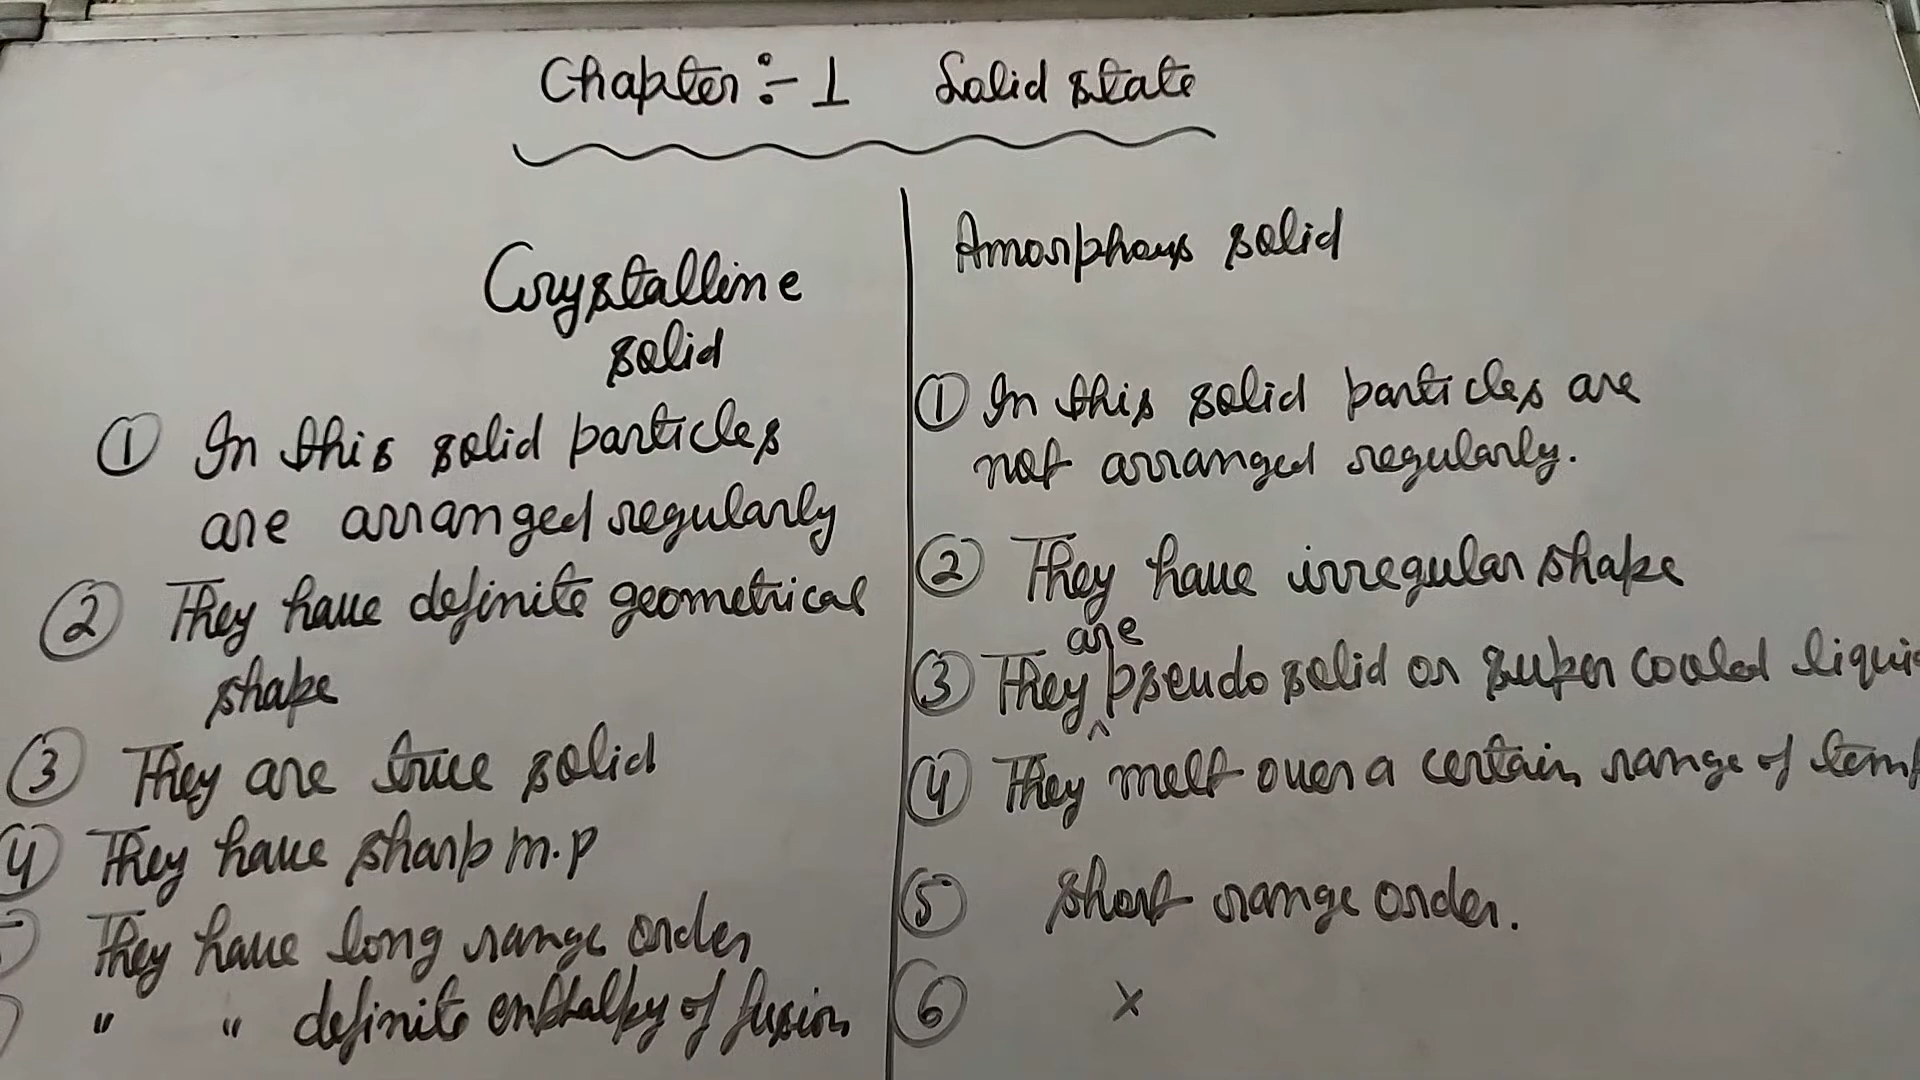 Chapter :- 1 Solid state
Crystalline
solid
① In this solid particles
are arranged regularly
② They have definite geometrical
shape
③ They are true solid
④ They have sharp m.p
They have long range order
" " definite enthalpy of fusion
Amorphous solid
① In this solid particles are
not arranged regularly.
② They have irregular shape
are
③ They ^ pseudo solid or super cooled liquid
④ They melt over a certain range of temp
⑤ short range order.
⑥ ×